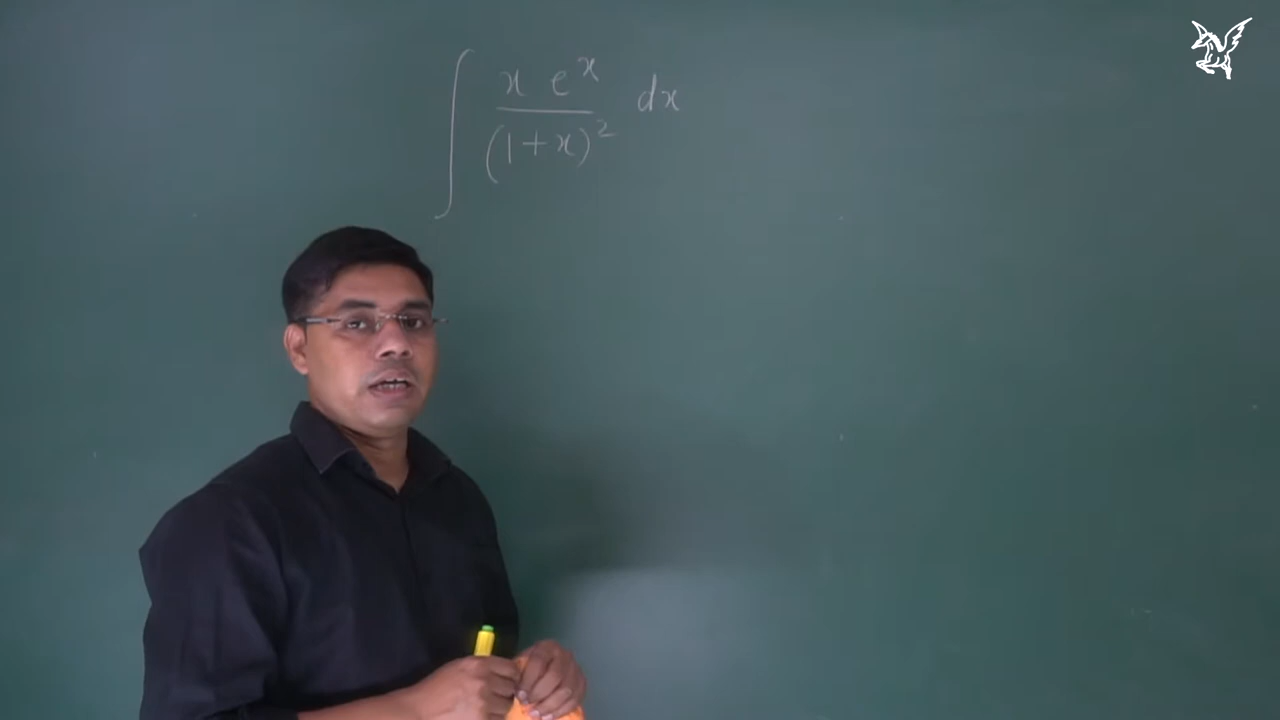 ∫ x e^x / (1+x)^2 dx